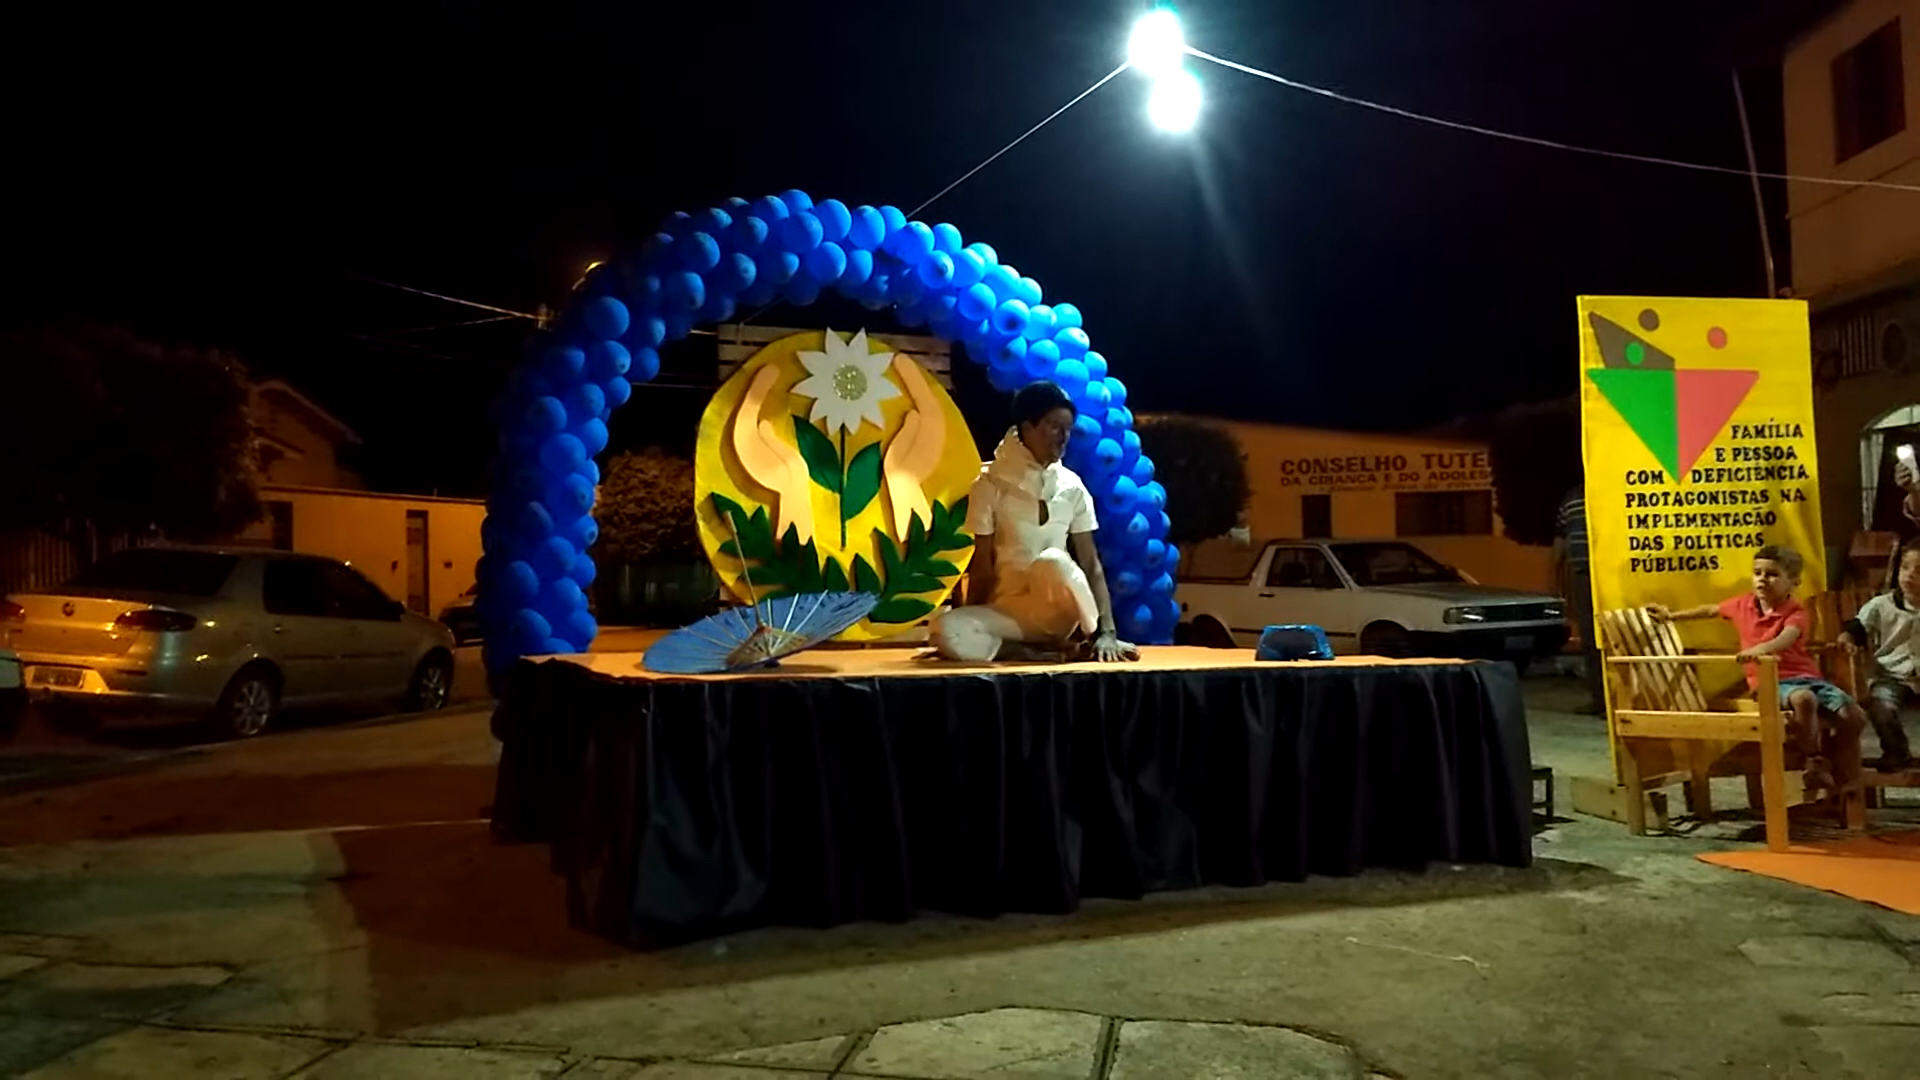 CONSELHO TUTE
DA CRIANÇA E DO ADOLES
FAMÍLIA
E PESSOA
COM DEFICIÊNCIA
PROTAGONISTAS NA
IMPLEMENTAÇÃO
DAS POLÍTICAS
PÚBLICAS.